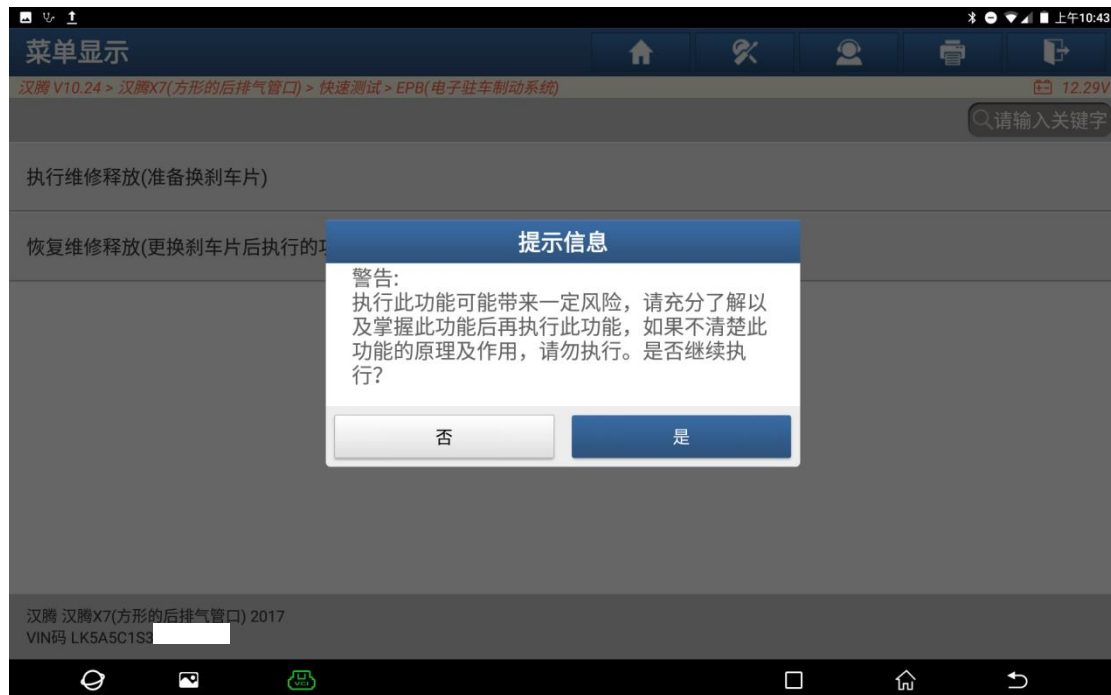 上午10:43
菜单显示
汉腾 V10.24 > 汉腾X7(方形的后排气管口) > 快速测试 > EPB(电子驻车制动系统)
12.29V
请输入关键字
执行维修释放(准备换刹车片)
恢复维修释放(更换刹车片后执行的
提示信息
警告:
执行此功能可能带来一定风险，请充分了解以
及掌握此功能后再执行此功能，如果不清楚此
功能的原理及作用，请勿执行。是否继续执
行?
否
是
汉腾 汉腾X7(方形的后排气管口) 2017
VIN码 LK5A5C1S3
VCI